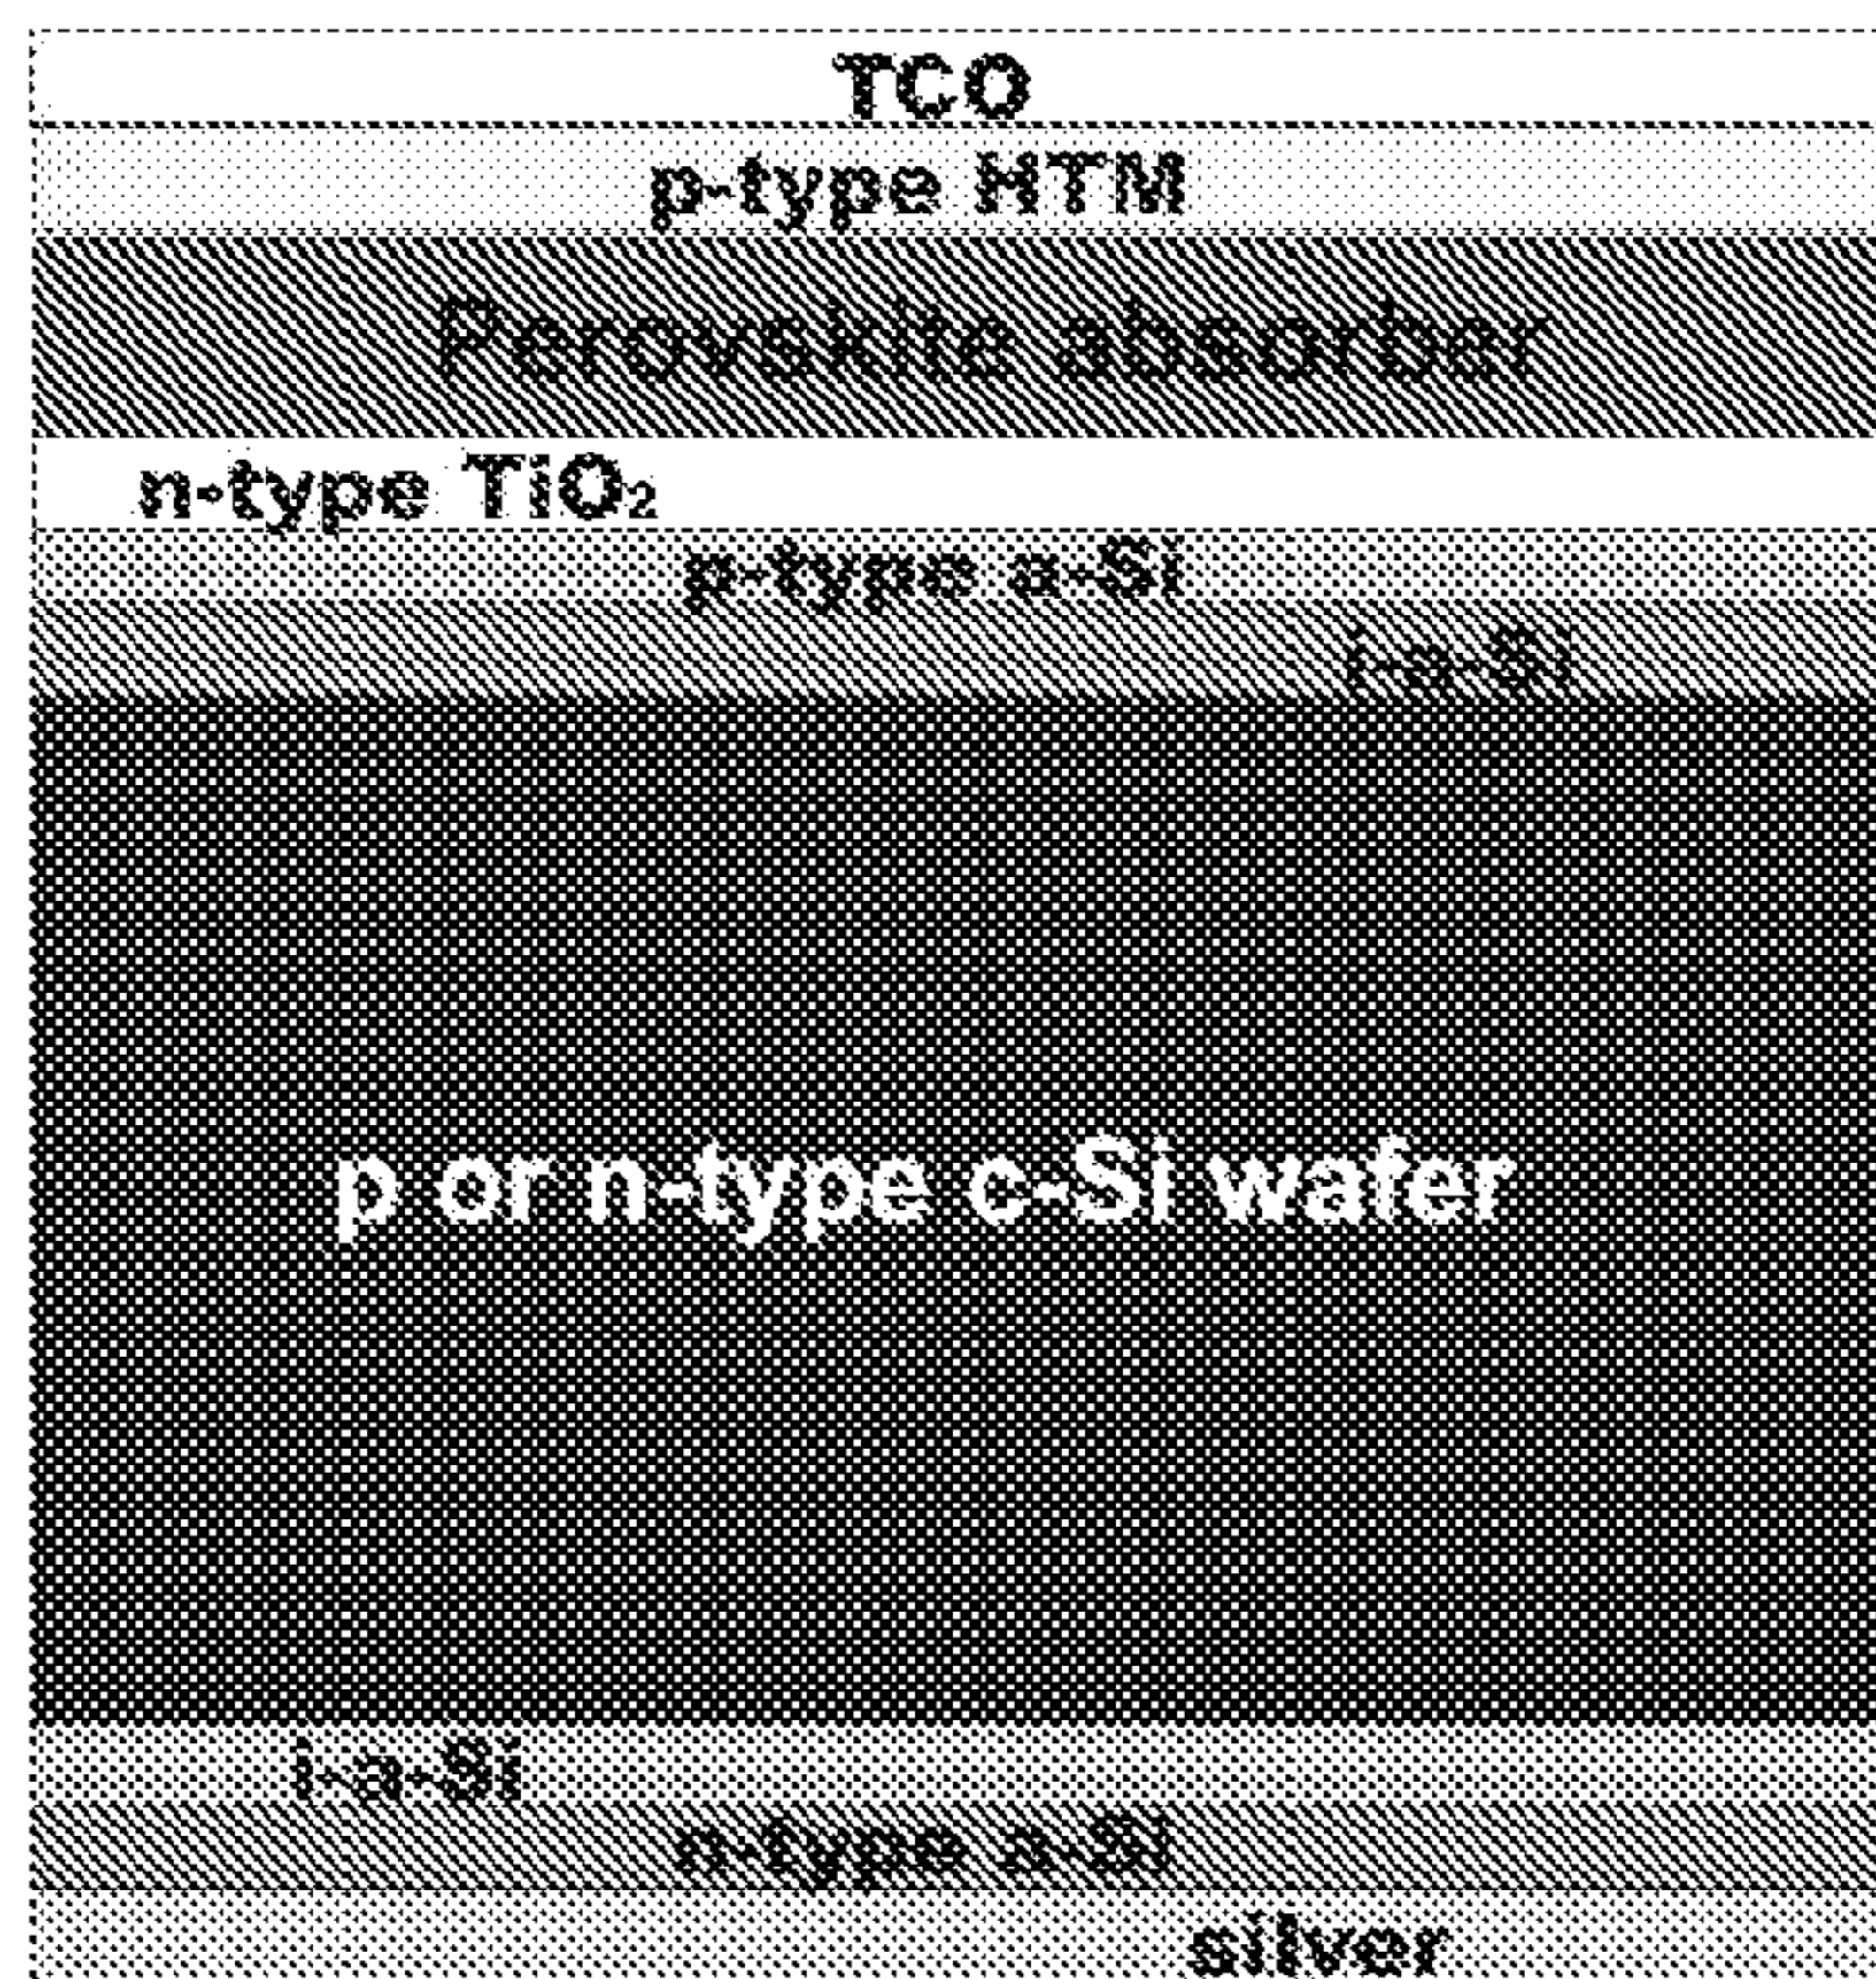 TCO
p-type HTM
Perovskite absorber
n-type TiO₂
p-type a-Si
i-a-Si
p or n-type c-Si wafer
i-a-Si
n-type a-Si
silver